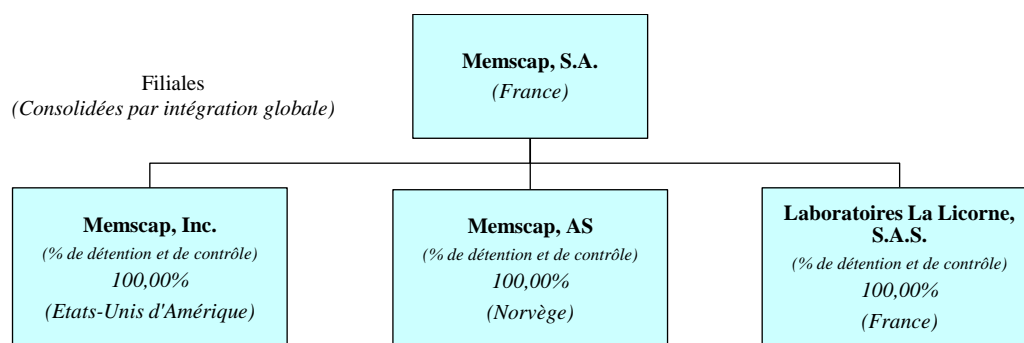 Memscap, S.A.
(France)
Filiales
(Consolidées par intégration globale)
Memscap, Inc.
(% de détention et de contrôle)
100,00%
(Etats-Unis d'Amérique)
Memscap, AS
(% de détention et de contrôle)
100,00%
(Norvège)
Laboratoires La Licorne,
S.A.S.
(% de détention et de contrôle)
100,00%
(France)